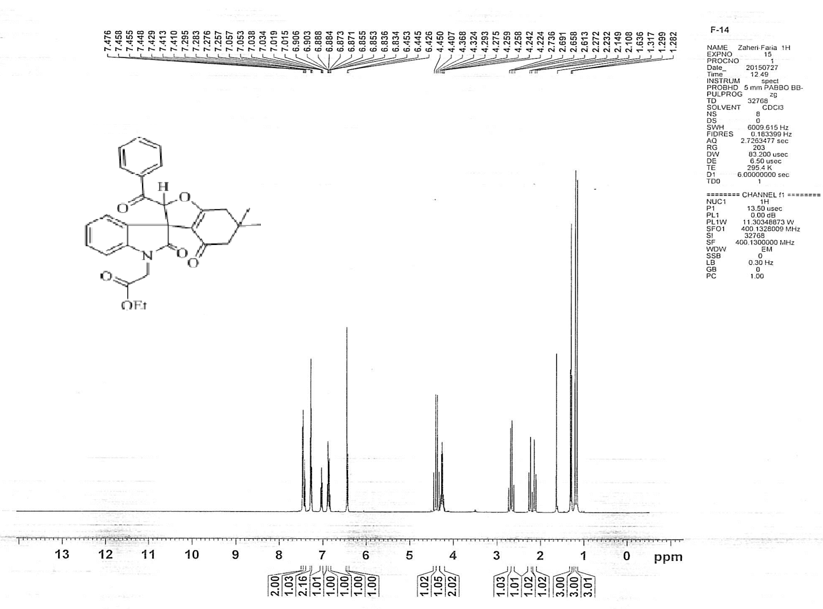 7.476 7.458 7.455 7.448 7.429 7.413 7.410 7.295 7.283 7.276 7.257 7.057 7.053 7.038 7.034 7.019 7.015 6.906 6.903 6.888 6.884 6.873 6.871 6.855 6.853 6.836 6.834 6.453 6.445 6.426 4.450 4.407 4.368 4.324 4.293 4.275 4.259 4.258 4.242 4.224 2.736 2.691 2.658 2.613 2.272 2.232 2.149 2.108 1.636 1.317 1.299 1.282
F-14
NAME Zaheri-Faria 1H
EXPNO 15
PROCNO 1
Date_ 20150727
Time 12.49
INSTRUM spect
PROBHD 5 mm PABBO BB-
PULPROG zg
TD 32768
SOLVENT CDCl3
NS 8
DS 0
SWH 6009.615 Hz
FIDRES 0.183399 Hz
AQ 2.7263477 sec
RG 203
DW 83.200 usec
DE 6.50 usec
TE 295.4 K
D1 6.00000000 sec
TD0 1
======== CHANNEL f1 ========
NUC1 1H
P1 13.50 usec
PL1 0.00 dB
PL1W 11.30348873 W
SFO1 400.1328009 MHz
SI 32768
SF 400.1300000 MHz
WDW EM
SSB 0
LB 0.30 Hz
GB 0
PC 1.00
H
O
O
O
O
N
O
OEt
13 12 11 10 9 8 7 6 5 4 3 2 1 0 ppm
2.00 1.03 2.16 1.01 1.00 1.00 1.00 1.02 1.05 2.02 1.03 1.01 1.02 1.02 3.00 3.00 3.01